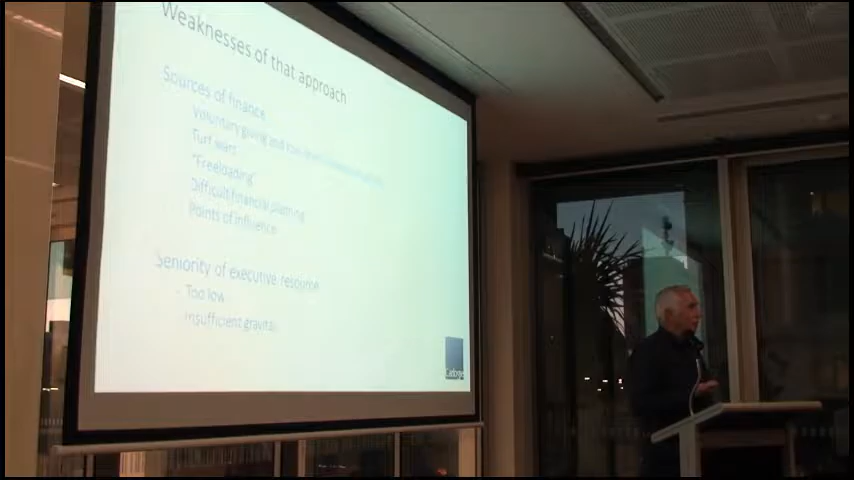 Weaknesses of that approach
Sources of finance
Voluntary giving and
Turf wars
"Freeloading"
Difficult financial planning
Points of influence
Seniority of executive resource
- Too low
Insufficient gravitas